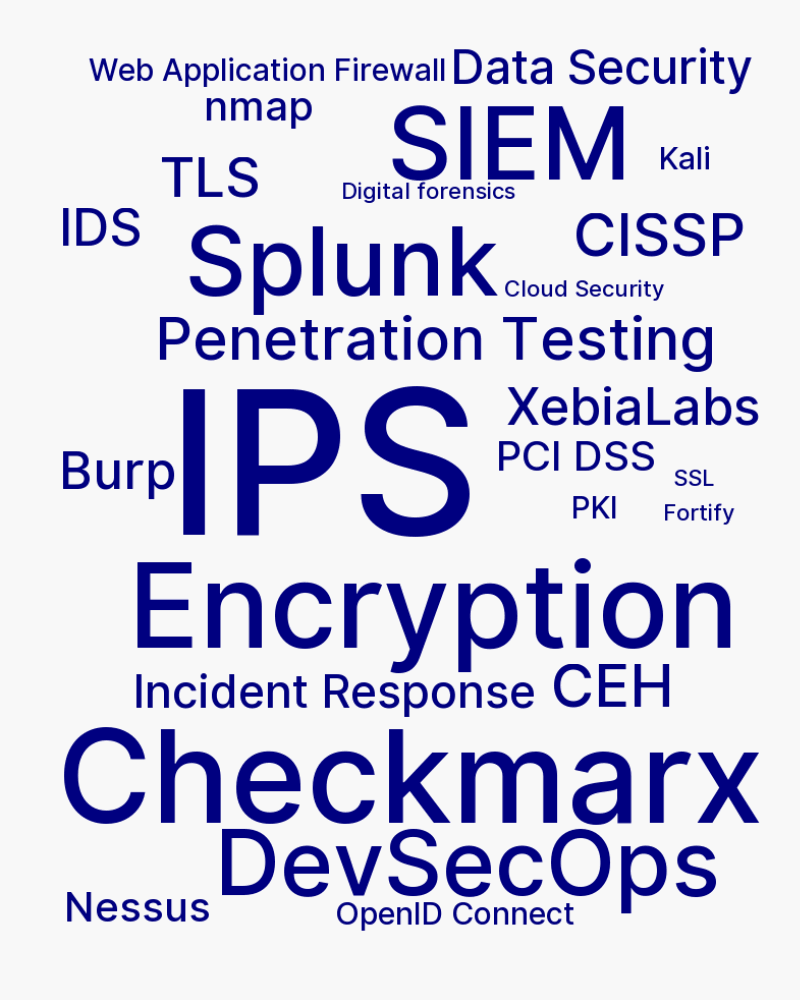 Web Application Firewall Data Security
nmap
SIEM
Kali
TLS
Digital forensics
IDS
CISSP
Splunk
Cloud Security
Penetration Testing
IPS
XebiaLabs
Burp
PCI DSS
SSL
PKI
Fortify
Encryption
Incident Response
CEH
Checkmarx
DevSecOps
Nessus
OpenID Connect